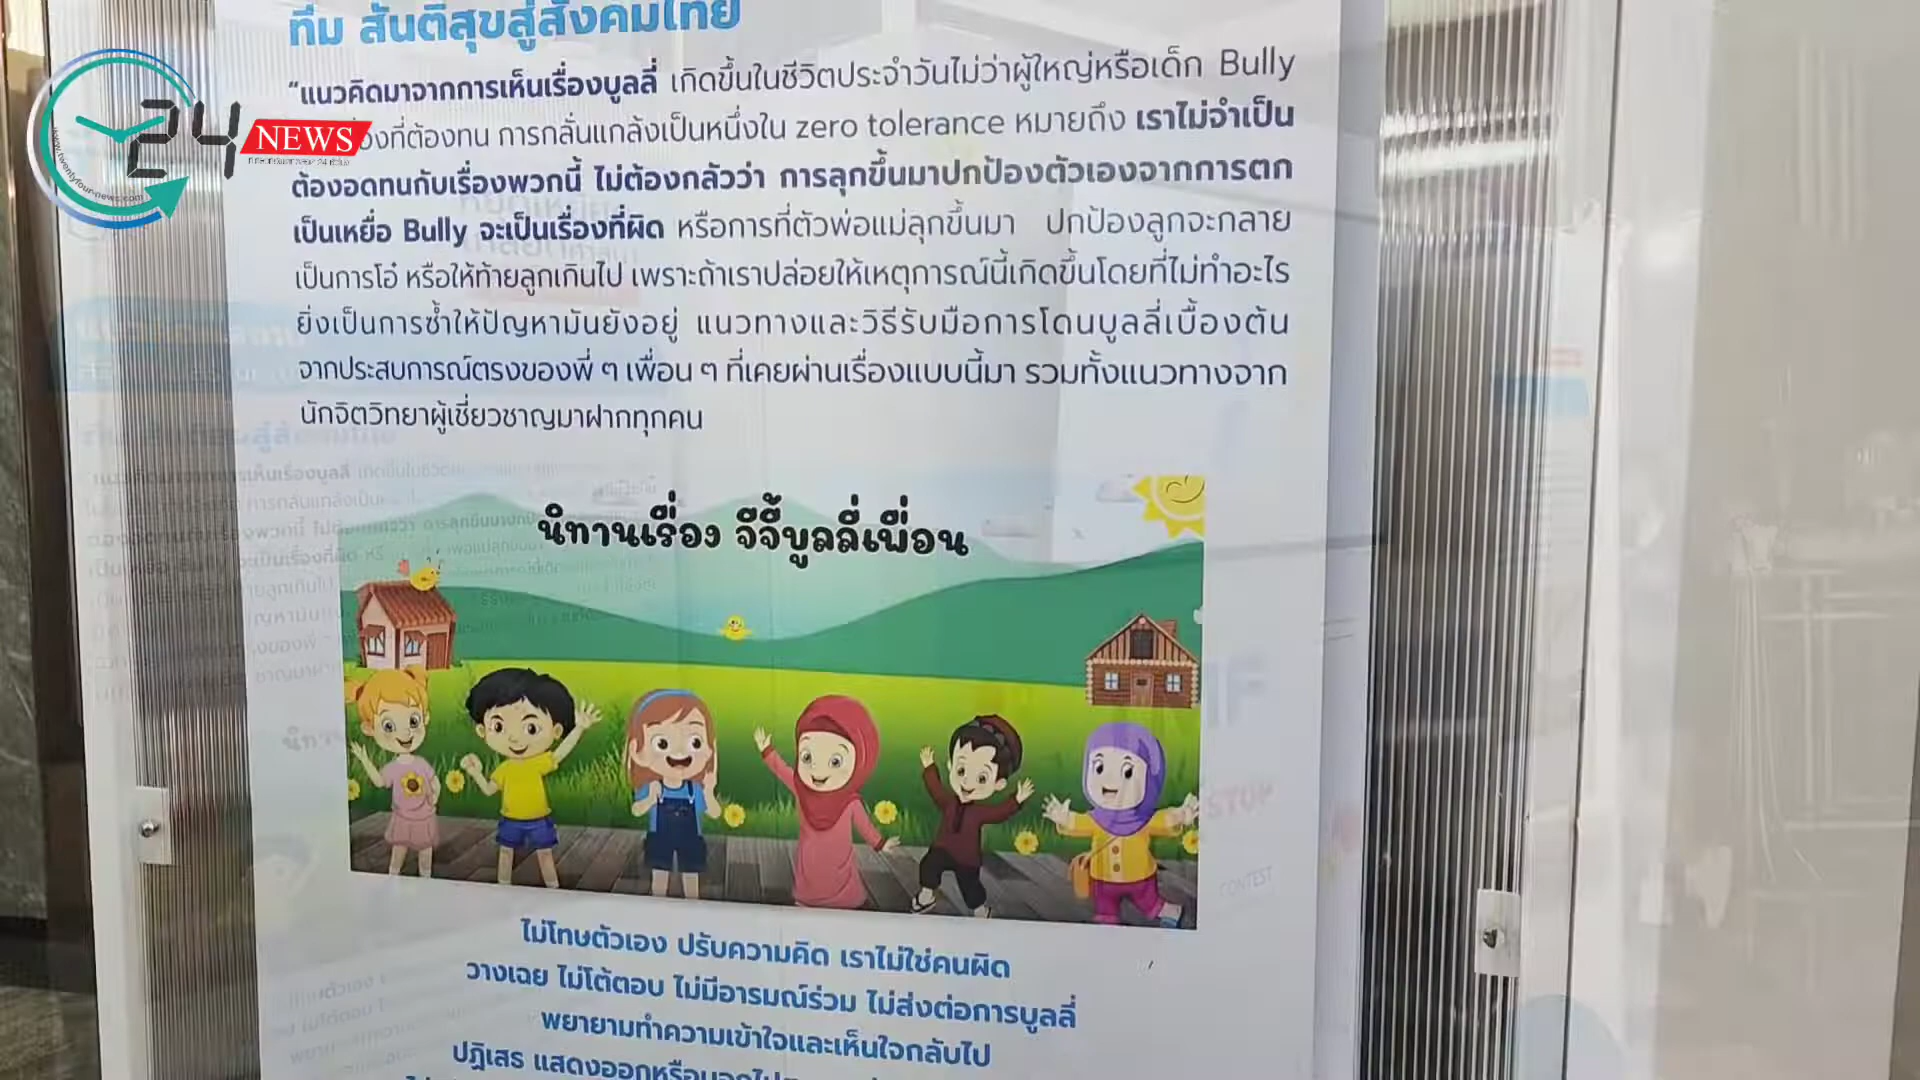 ทีม สันติสุขสู่สังคมไทย
“แนวคิดมาจากการเห็นเรื่องบูลลี่ เกิดขึ้นในชีวิตประจำวันไม่ว่าผู้ใหญ่หรือเด็ก Bully
ที่ต้องทน การกลั่นแกล้งเป็นหนึ่งใน zero tolerance หมายถึง เราไม่จำเป็น
ต้องอดทนกับเรื่องพวกนี้ ไม่ต้องกลัวว่า การลุกขึ้นมาปกป้องตัวเองจากการตก
เป็นเหยื่อ Bully จะเป็นเรื่องที่ผิด หรือการที่ตัวพ่อแม่ลุกขึ้นมา ปกป้องลูกจะกลาย
เป็นการโอ๋ หรือให้ท้ายลูกเกินไป เพราะถ้าเราปล่อยให้เหตุการณ์นี้เกิดขึ้นโดยที่ไม่ทำอะไร
ยิ่งเป็นการซ้ำให้ปัญหามันยังอยู่ แนวทางและวิธีรับมือการโดนบูลลี่เบื้องต้น
จากประสบการณ์ตรงของพี่ ๆ เพื่อน ๆ ที่เคยผ่านเรื่องแบบนี้มา รวมทั้งแนวทางจาก
นักจิตวิทยาผู้เชี่ยวชาญมาฝากทุกคน
24 NEWS
www.twentyfour-news.com
นิทานเรื่อง จีจี้บูลลี่เพื่อน
STOP
CONTEST
ไม่โทษตัวเอง ปรับความคิด เราไม่ใช่คนผิด
วางเฉย ไม่โต้ตอบ ไม่มีอารมณ์ร่วม ไม่ส่งต่อการบูลลี่
พยายามทำความเข้าใจและเห็นใจกลับไป
ปฏิเสธ แสดงออกหรือบอกไป